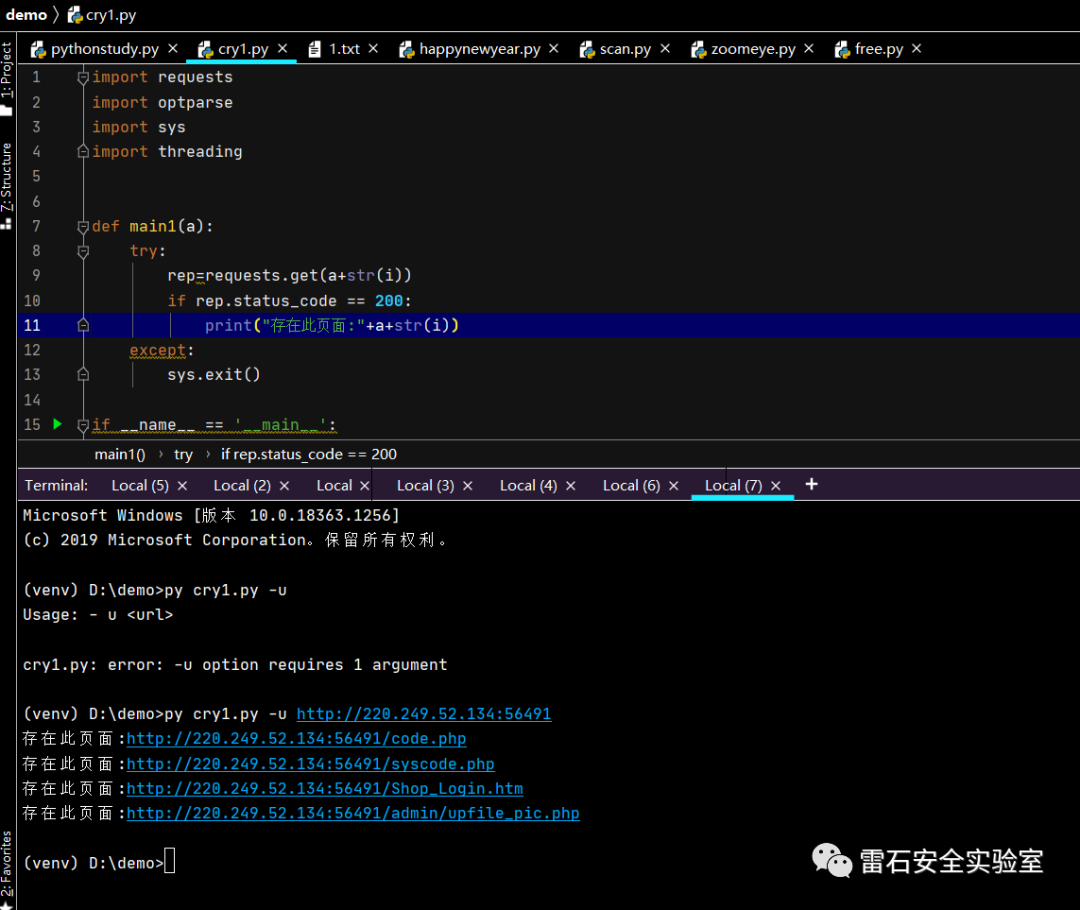 demo 〉 cry1.py
1: Project
pythonstudy.py × cry1.py × 1.txt × happynewyear.py × scan.py × zoomeye.py × free.py ×
1 import requests
2 import optparse
3 import sys
4 import threading
5
6
7 def main1(a):
8 try:
9 rep=requests.get(a+str(i))
10 if rep.status_code == 200:
11 print("存在此页面:"+a+str(i))
12 except:
13 sys.exit()
14
15 if __name__ == '__main__':
Z: Structure
main1() › try › if rep.status_code == 200
Terminal: Local (5) × Local (2) × Local × Local (3) × Local (4) × Local (6) × Local (7) × +
Microsoft Windows [版本 10.0.18363.1256]
(c) 2019 Microsoft Corporation。保留所有权利。
(venv) D:\demo>py cry1.py -u
Usage: - u <url>
cry1.py: error: -u option requires 1 argument
(venv) D:\demo>py cry1.py -u http://220.249.52.134:56491
存在此页面:http://220.249.52.134:56491/code.php
存在此页面:http://220.249.52.134:56491/syscode.php
存在此页面:http://220.249.52.134:56491/Shop_Login.htm
存在此页面:http://220.249.52.134:56491/admin/upfile_pic.php
(venv) D:\demo>
2: Favorites
雷石安全实验室